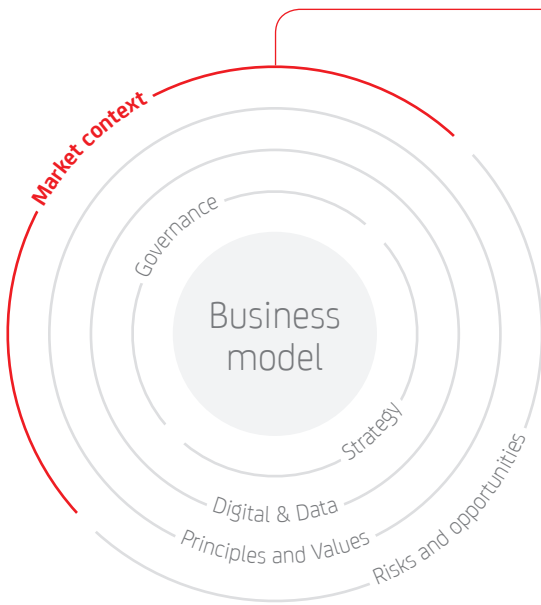 Market context
Governance
Business
model
Strategy
Digital & Data
Principles and Values
Risks and opportunities